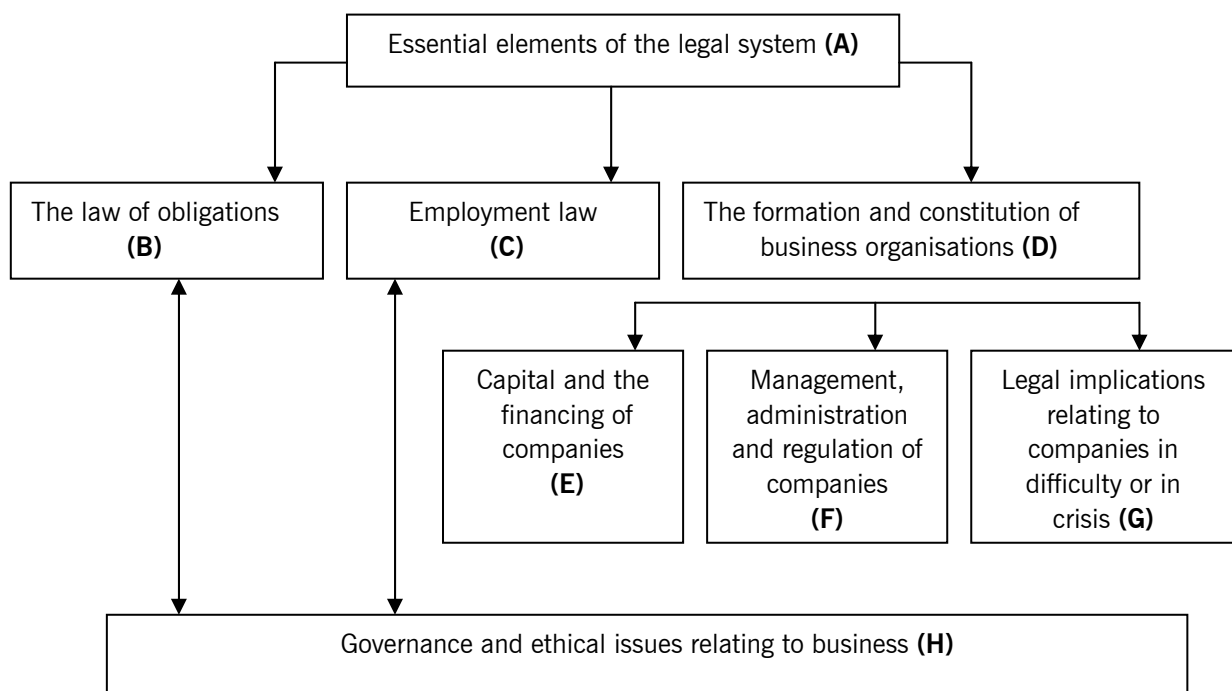 Essential elements of the legal system (A)
The law of obligations
(B)
Employment law
(C)
The formation and constitution of
business organisations (D)
Capital and the
financing of
companies
(E)
Management,
administration
and regulation of
companies
(F)
Legal implications
relating to
companies in
difficulty or in
crisis (G)
Governance and ethical issues relating to business (H)